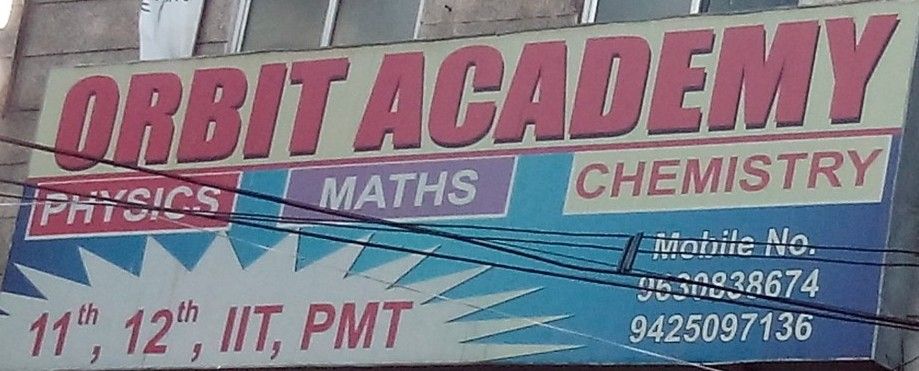 ORBIT ACADEMY
PHYSICS MATHS CHEMISTRY
Mobile No.
9630838674
9425097136
11th, 12th, IIT, PMT